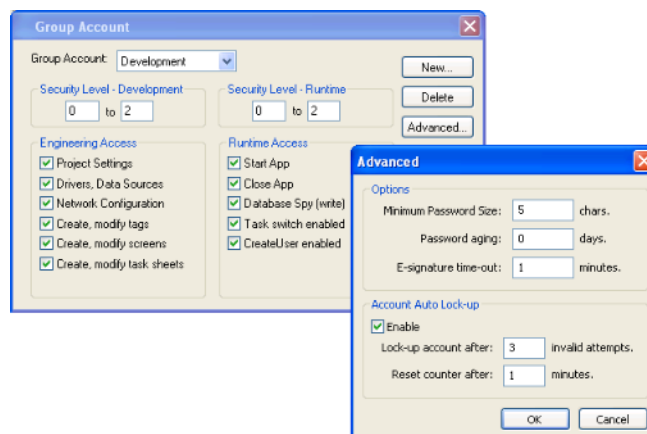 Group Account
Group Account: Development
New...
Security Level - Development
0 to 2
Security Level - Runtime
0 to 2
Delete
Advanced...
Engineering Access
Project Settings
Drivers, Data Sources
Network Configuration
Create, modify tags
Create, modify screens
Create, modify task sheets
Runtime Access
Start App
Close App
Database Spy (write)
Task switch enabled
CreateUser enabled
Advanced
Options
Minimum Password Size: 5 chars.
Password aging: 0 days.
E-signature time-out: 1 minutes.
Account Auto Lock-up
Enable
Lock-up account after: 3 invalid attempts.
Reset counter after: 1 minutes.
OK Cancel